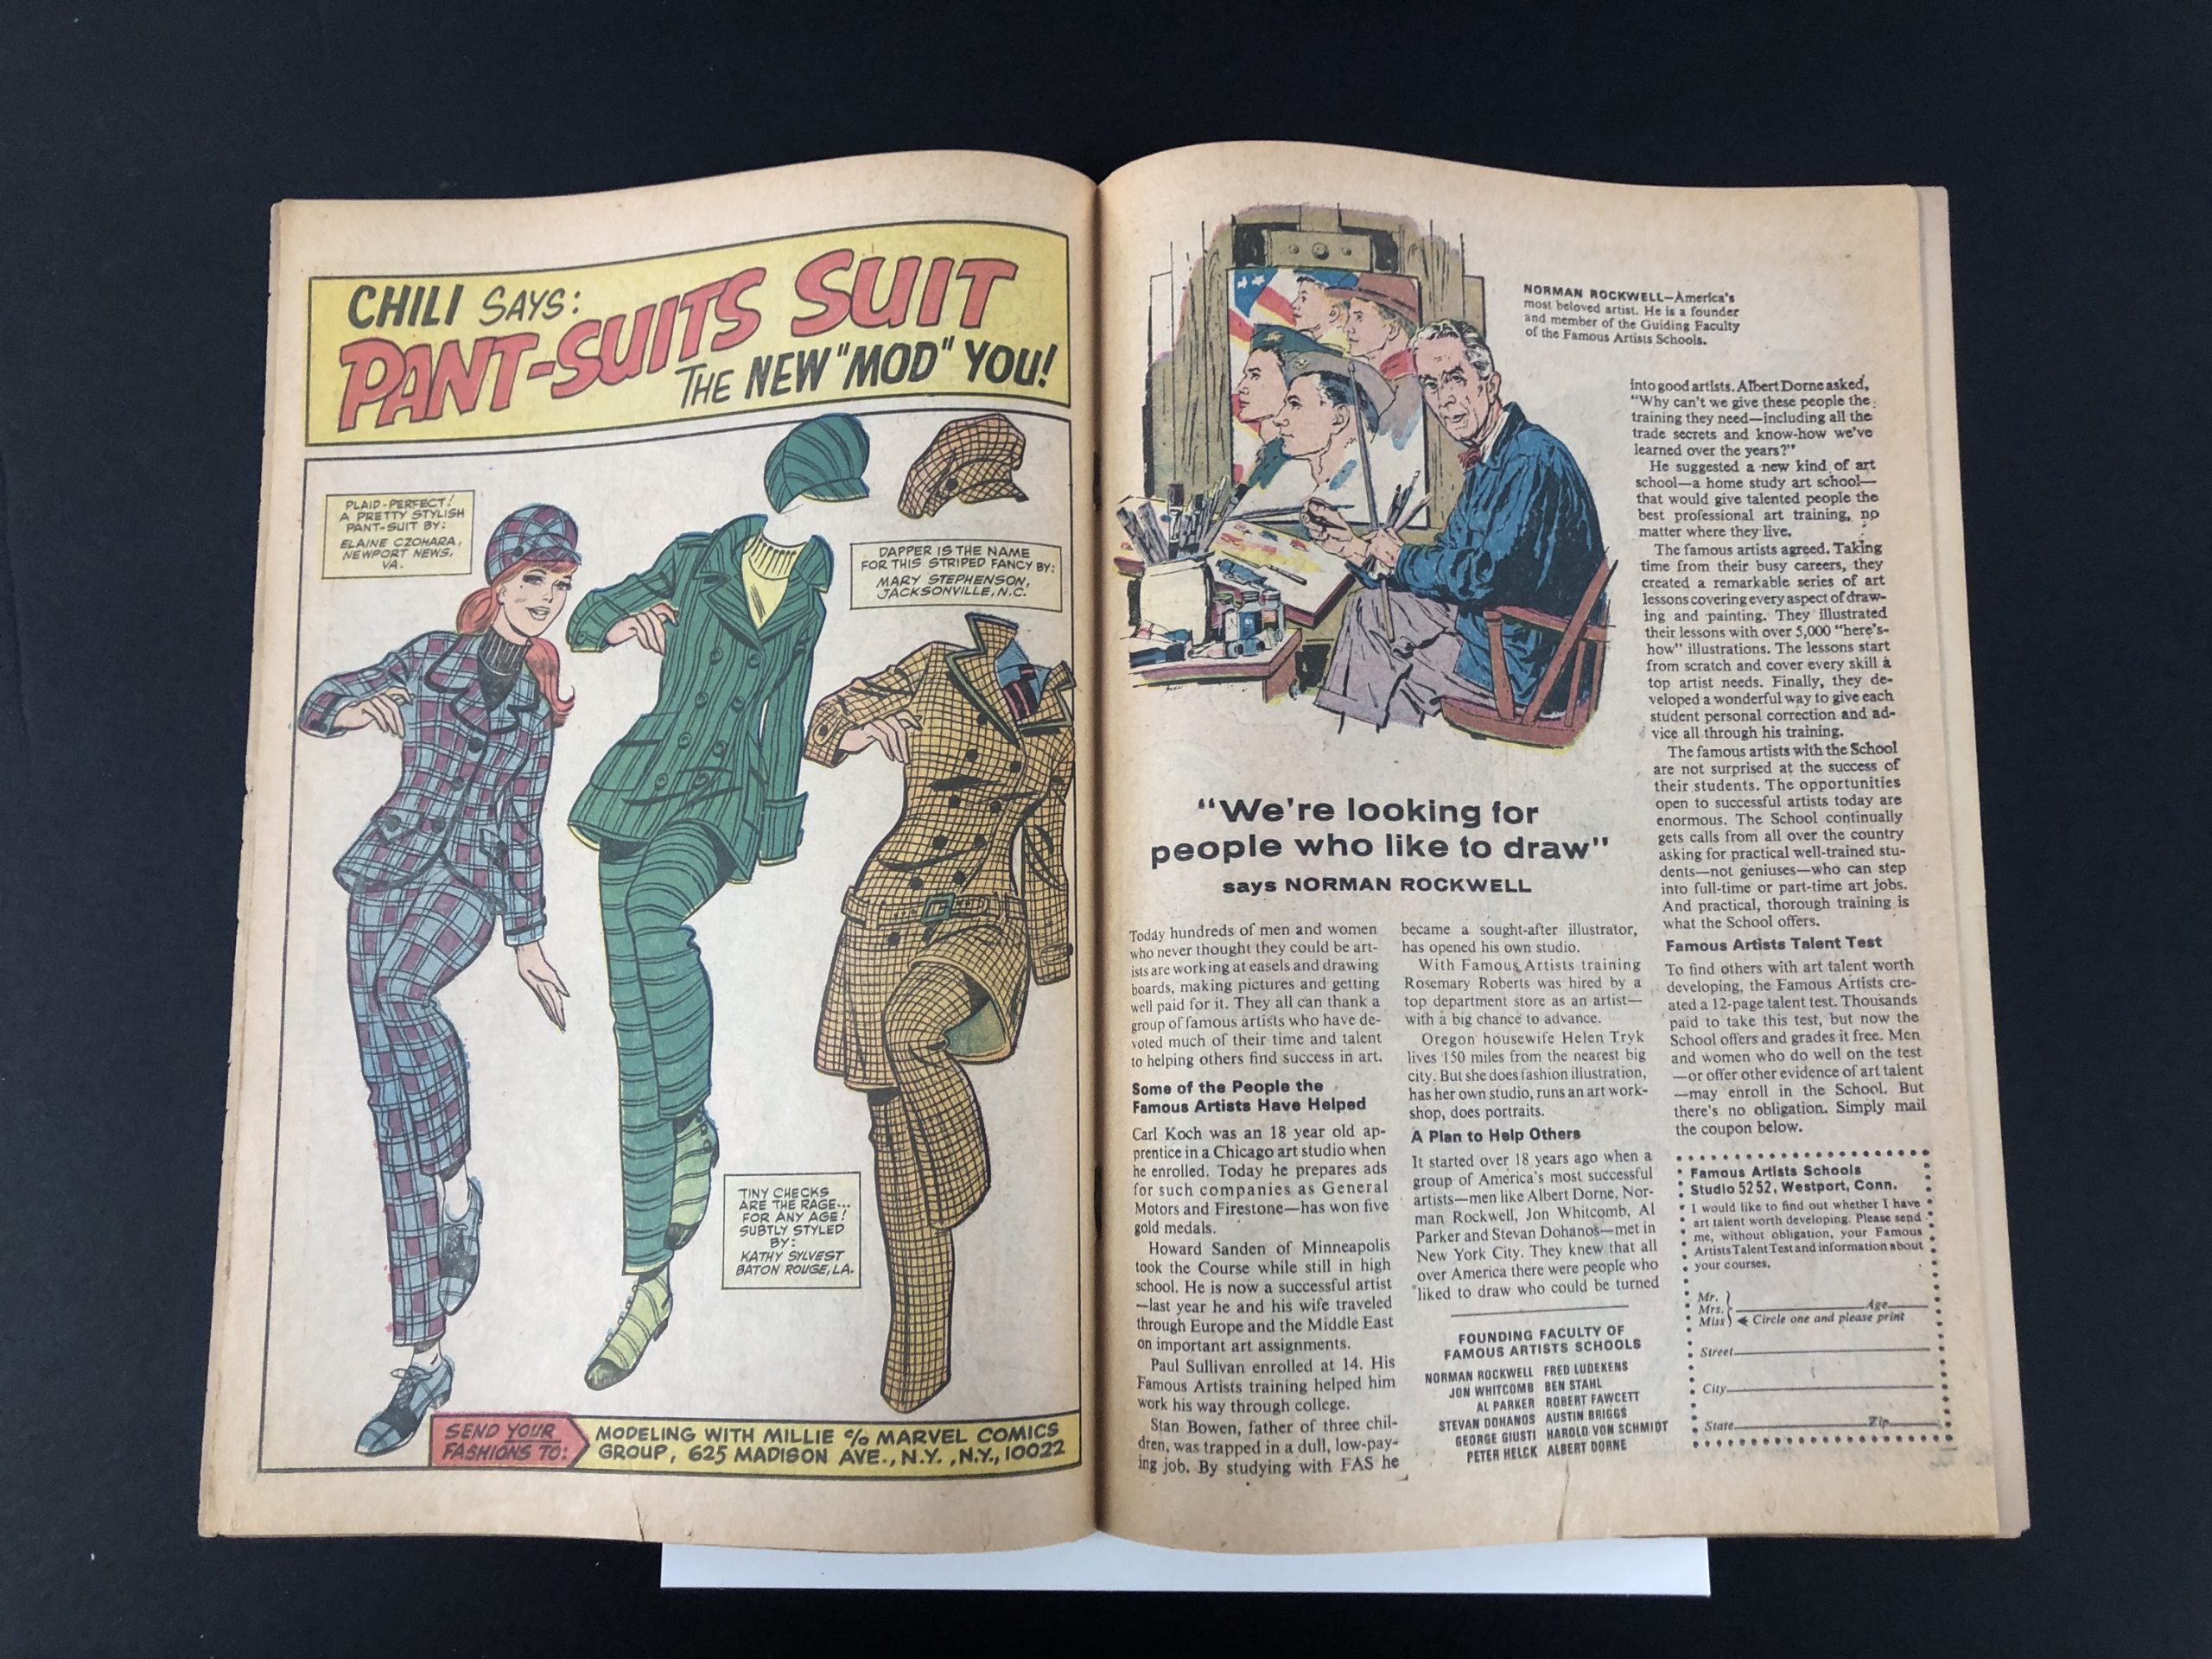 CHILI SAYS:
PANT-SUITS SUIT
THE NEW "MOD" YOU!
PLAID-PERFECT!
A PRETTY STYLISH
PANT-SUIT BY:
ELAINE CZOHARA,
NEWPORT NEWS,
VA.
DAPPER IS THE NAME
FOR THIS STRIPED FANCY BY:
MARY STEPHENSON,
JACKSONVILLE, N.C.
TINY CHECKS
ARE THE RAGE...
FOR ANY AGE!
SUBTLY STYLED
BY:
KATHY SYLVEST
BATON ROUGE, LA.
SEND YOUR
FASHIONS TO:
MODELING WITH MILLIE c/o MARVEL COMICS
GROUP, 625 MADISON AVE., N.Y., N.Y., 10022
NORMAN ROCKWELL—America's
most beloved artist. He is a founder
and member of the Guiding Faculty
of the Famous Artists Schools.
"We're looking for
people who like to draw"
says NORMAN ROCKWELL
Today hundreds of men and women
who never thought they could be art-
ists are working at easels and drawing
boards, making pictures and getting
well paid for it. They all can thank a
group of famous artists who have de-
voted much of their time and talent
to helping others find success in art.
Some of the People the
Famous Artists Have Helped
Carl Koch was an 18 year old ap-
prentice in a Chicago art studio when
he enrolled. Today he prepares ads
for such companies as General
Motors and Firestone—has won five
gold medals.
Howard Sanden of Minneapolis
took the Course while still in high
school. He is now a successful artist
—last year he and his wife traveled
through Europe and the Middle East
on important art assignments.
Paul Sullivan enrolled at 14. His
Famous Artists training helped him
work his way through college.
Stan Bowen, father of three chil-
dren, was trapped in a dull, low-pay-
ing job. By studying with FAS he
became a sought-after illustrator,
has opened his own studio.
With Famous Artists training
Rosemary Roberts was hired by a
top department store as an artist—
with a big chance to advance.
Oregon housewife Helen Tryk
lives 150 miles from the nearest big
city. But she does fashion illustration,
has her own studio, runs an art work-
shop, does portraits.
A Plan to Help Others
It started over 18 years ago when a
group of America's most successful
artists—men like Albert Dorne, Nor-
man Rockwell, Jon Whitcomb, Al
Parker and Stevan Dohanos—met in
New York City. They knew that all
over America there were people who
liked to draw who could be turned
FOUNDING FACULTY OF
FAMOUS ARTISTS SCHOOLS
NORMAN ROCKWELL FRED LUDEKENS
JON WHITCOMB BEN STAHL
AL PARKER ROBERT FAWCETT
STEVAN DOHANOS AUSTIN BRIGGS
GEORGE GIUSTI HAROLD VON SCHMIDT
PETER HELCK ALBERT DORNE
into good artists. Albert Dorne asked,
"Why can't we give these people the
training they need—including all the
trade secrets and know-how we've
learned over the years?"
He suggested a new kind of art
school—a home study art school—
that would give talented people the
best professional art training, no
matter where they live.
The famous artists agreed. Taking
time from their busy careers, they
created a remarkable series of art
lessons covering every aspect of draw-
ing and painting. They illustrated
their lessons with over 5,000 "here's-
how" illustrations. The lessons start
from scratch and cover every skill a
top artist needs. Finally, they de-
veloped a wonderful way to give each
student personal correction and ad-
vice all through his training.
The famous artists with the School
are not surprised at the success of
their students. The opportunities
open to successful artists today are
enormous. The School continually
gets calls from all over the country
asking for practical well-trained stu-
dents—not geniuses—who can step
into full-time or part-time art jobs.
And practical, thorough training is
what the School offers.
Famous Artists Talent Test
To find others with art talent worth
developing, the Famous Artists cre-
ated a 12-page talent test. Thousands
paid to take this test, but now the
School offers and grades it free. Men
and women who do well on the test
—or offer other evidence of art talent
—may enroll in the School. But
there's no obligation. Simply mail
the coupon below.
Famous Artists Schools
Studio 5252, Westport, Conn.
I would like to find out whether I have
art talent worth developing. Please send
me, without obligation, your Famous
Artists Talent Test and information about
your courses.
Mr.
Mrs. Age
Miss Circle one and please print
Street
City
State Zip